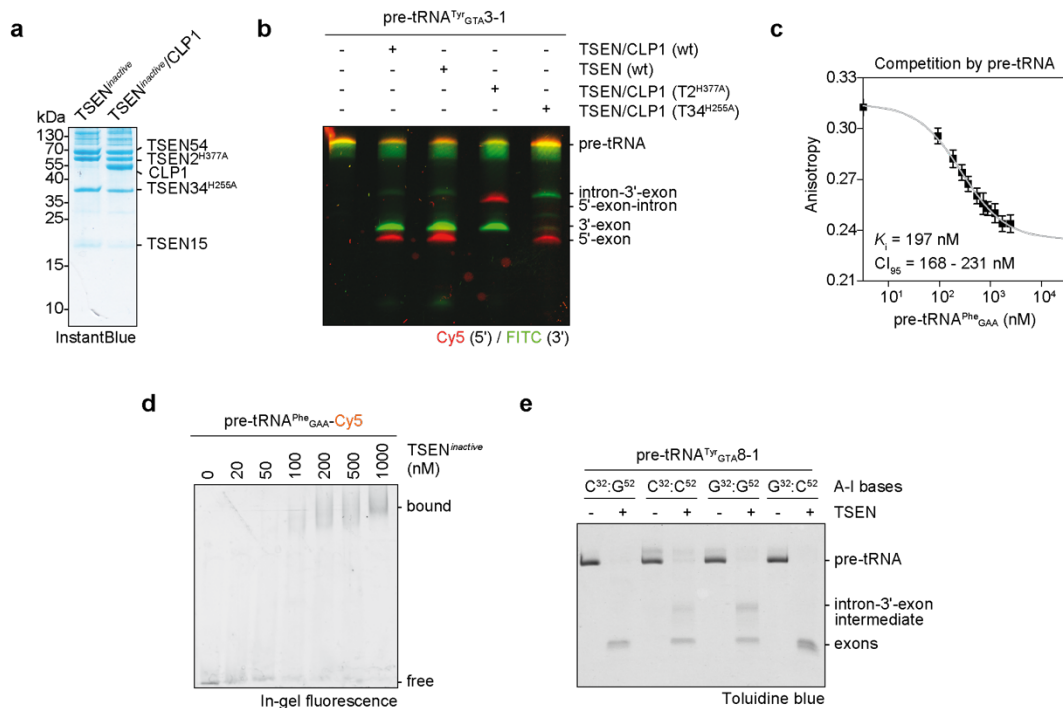 a
TSENinactive
TSENinactive/CLP1
kDa
130
70
55
35
25
15
10
TSEN54
TSEN2H377A
CLP1
TSEN34H255A
TSEN15
InstantBlue
b
pre-tRNATyrGTA3-1
- + - - - TSEN/CLP1 (wt)
- - + - - TSEN (wt)
- - - + - TSEN/CLP1 (T2H377A)
- - - - + TSEN/CLP1 (T34H255A)
pre-tRNA
intron-3'-exon
5'-exon-intron
3'-exon
5'-exon
Cy5 (5') / FITC (3')
c
Competition by pre-tRNA
Anisotropy
0.33
0.30
0.27
0.24
0.21
Ki = 197 nM
CI95 = 168 - 231 nM
10¹ 10² 10³ 10⁴
pre-tRNAPheGAA (nM)
d
pre-tRNAPheGAA-Cy5
0 20 50 100 200 500 1000
TSENinactive
(nM)
bound
free
In-gel fluorescence
e
pre-tRNATyrGTA8-1
C³²:G⁵² C³²:C⁵² G³²:G⁵² G³²:C⁵² A-I bases
- + - + - + - + TSEN
pre-tRNA
intron-3'-exon
intermediate
exons
Toluidine blue